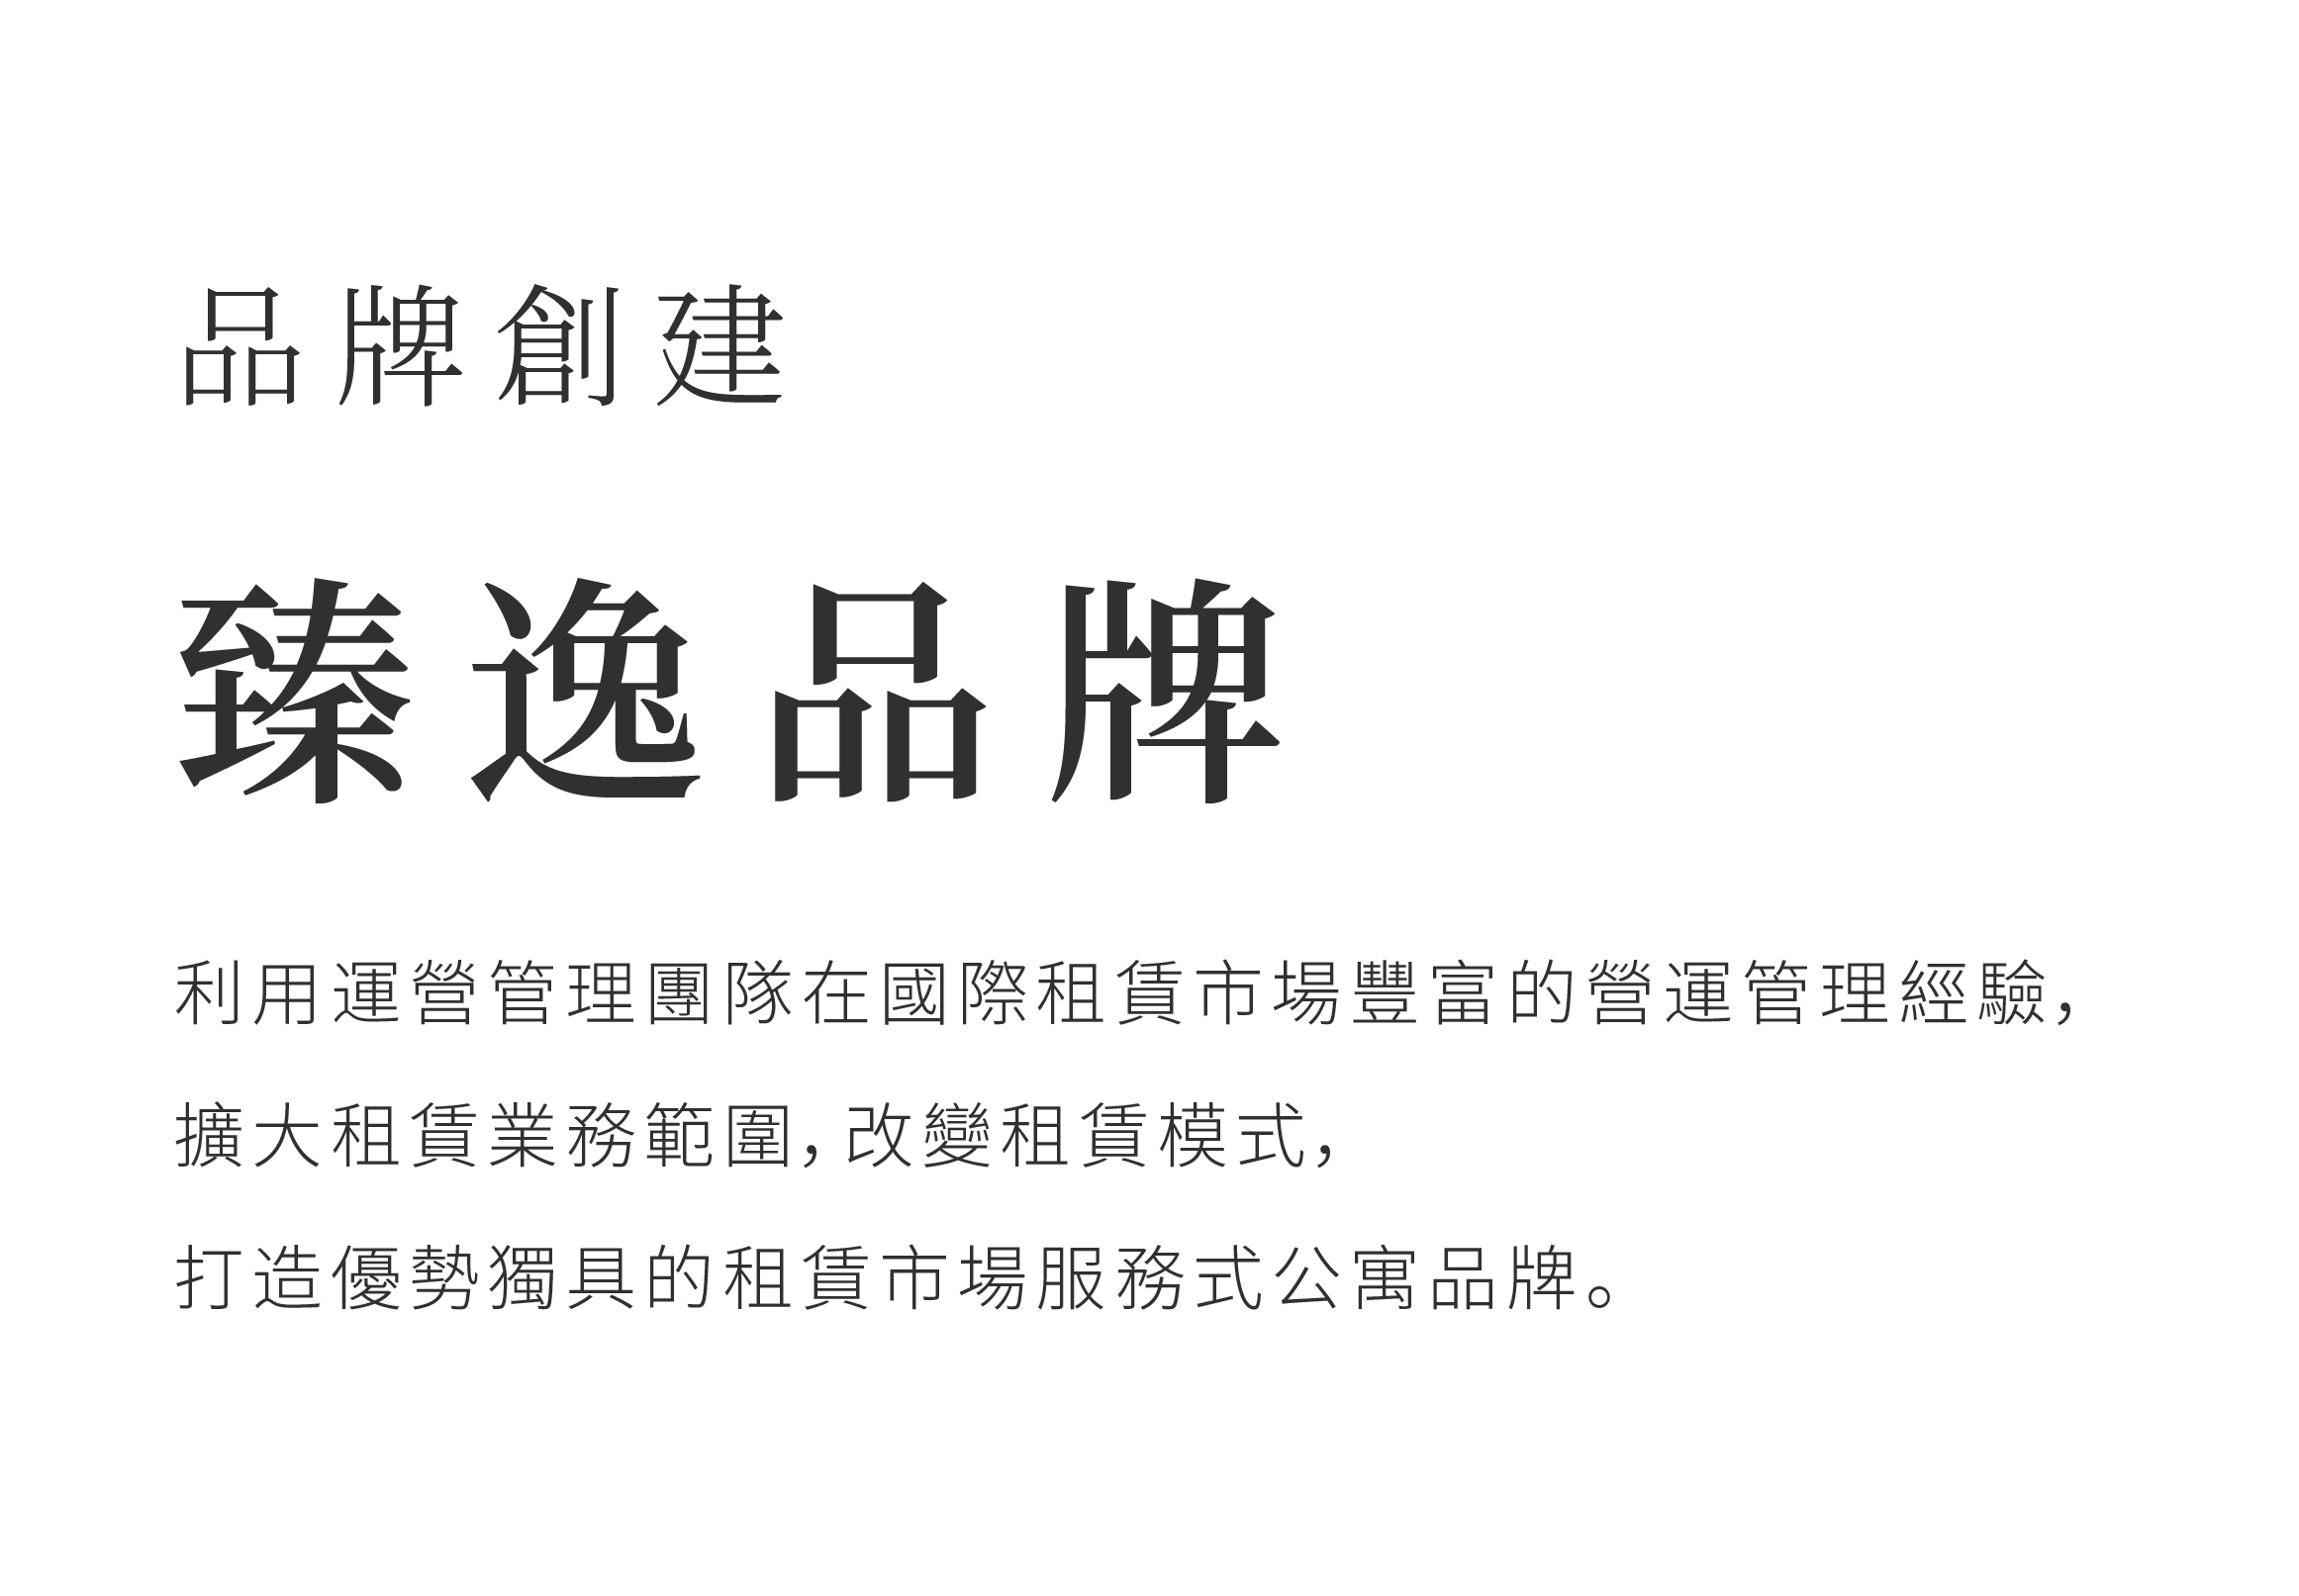 品牌創建
臻逸品牌
利用運營管理團隊在國際租賃市場豐富的營運管理經驗，
擴大租賃業務範圍，改變租賃模式，
打造優勢獨具的租賃市場服務式公寓品牌。